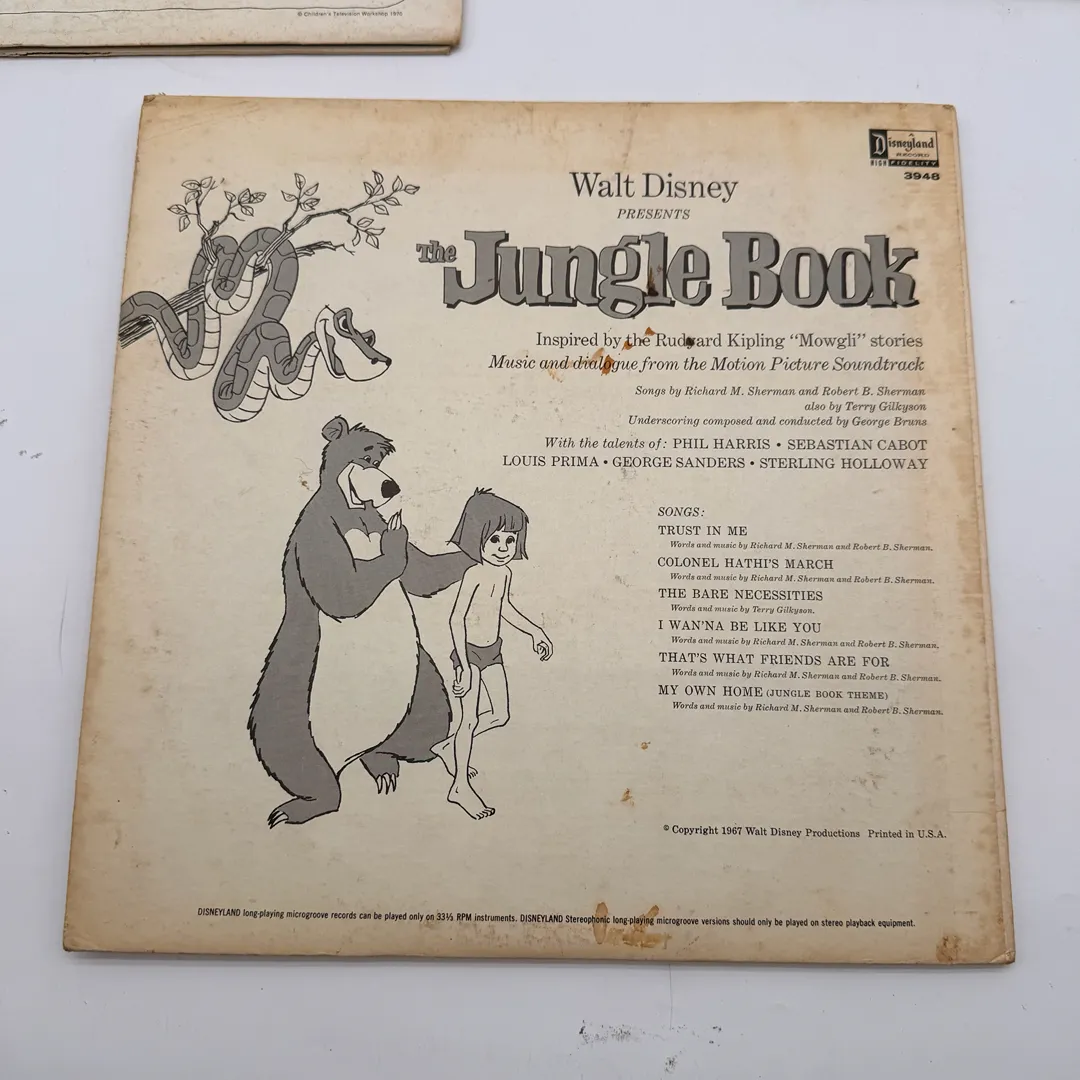 © Children's Television Workshop 1970
Disneyland
RECORD
HIGH FIDELITY
3948
Walt Disney
PRESENTS
The Jungle Book
Inspired by the Rudyard Kipling "Mowgli" stories
Music and dialogue from the Motion Picture Soundtrack
Songs by Richard M. Sherman and Robert B. Sherman
also by Terry Gilkyson
Underscoring composed and conducted by George Bruns
With the talents of: PHIL HARRIS • SEBASTIAN CABOT
LOUIS PRIMA • GEORGE SANDERS • STERLING HOLLOWAY
SONGS:
TRUST IN ME
Words and music by Richard M. Sherman and Robert B. Sherman.
COLONEL HATHI'S MARCH
Words and music by Richard M. Sherman and Robert B. Sherman.
THE BARE NECESSITIES
Words and music by Terry Gilkyson.
I WAN'NA BE LIKE YOU
Words and music by Richard M. Sherman and Robert B. Sherman.
THAT'S WHAT FRIENDS ARE FOR
Words and music by Richard M. Sherman and Robert B. Sherman.
MY OWN HOME (JUNGLE BOOK THEME)
Words and music by Richard M. Sherman and Robert B. Sherman.
© Copyright 1967 Walt Disney Productions Printed in U.S.A.
DISNEYLAND long-playing microgroove records can be played only on 33⅓ RPM instruments. DISNEYLAND Stereophonic long-playing microgroove versions should only be played on stereo playback equipment.